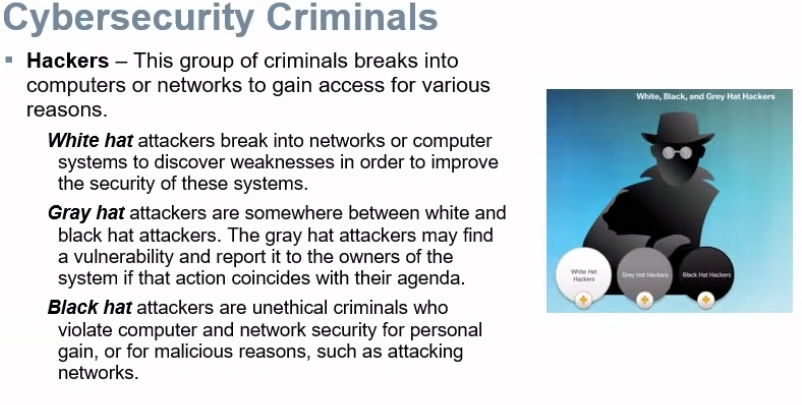 Cybersecurity Criminals
▪ Hackers – This group of criminals breaks into
computers or networks to gain access for various
reasons.
White hat attackers break into networks or computer
systems to discover weaknesses in order to improve
the security of these systems.
Gray hat attackers are somewhere between white and
black hat attackers. The gray hat attackers may find
a vulnerability and report it to the owners of the
system if that action coincides with their agenda.
Black hat attackers are unethical criminals who
violate computer and network security for personal
gain, or for malicious reasons, such as attacking
networks.
White, Black, and Grey Hat Hackers
White Hat
Hackers
Grey Hat Hackers
Black Hat Hackers